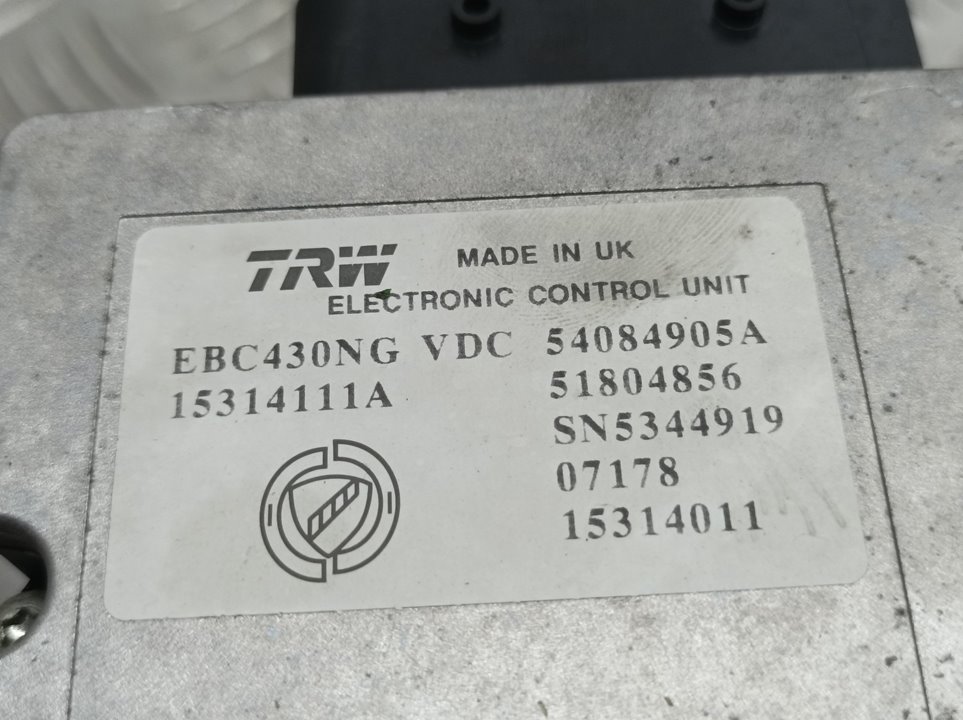 TRW MADE IN UK
ELECTRONIC CONTROL UNIT
EBC430NG VDC 54084905A
15314111A 51804856
SN5344919
07178
15314011